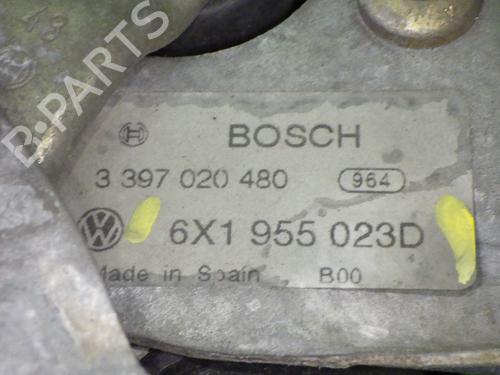 B-PARTS
BOSCH
3 397 020 480 964
6X1 955 023D
Made in Spain B00